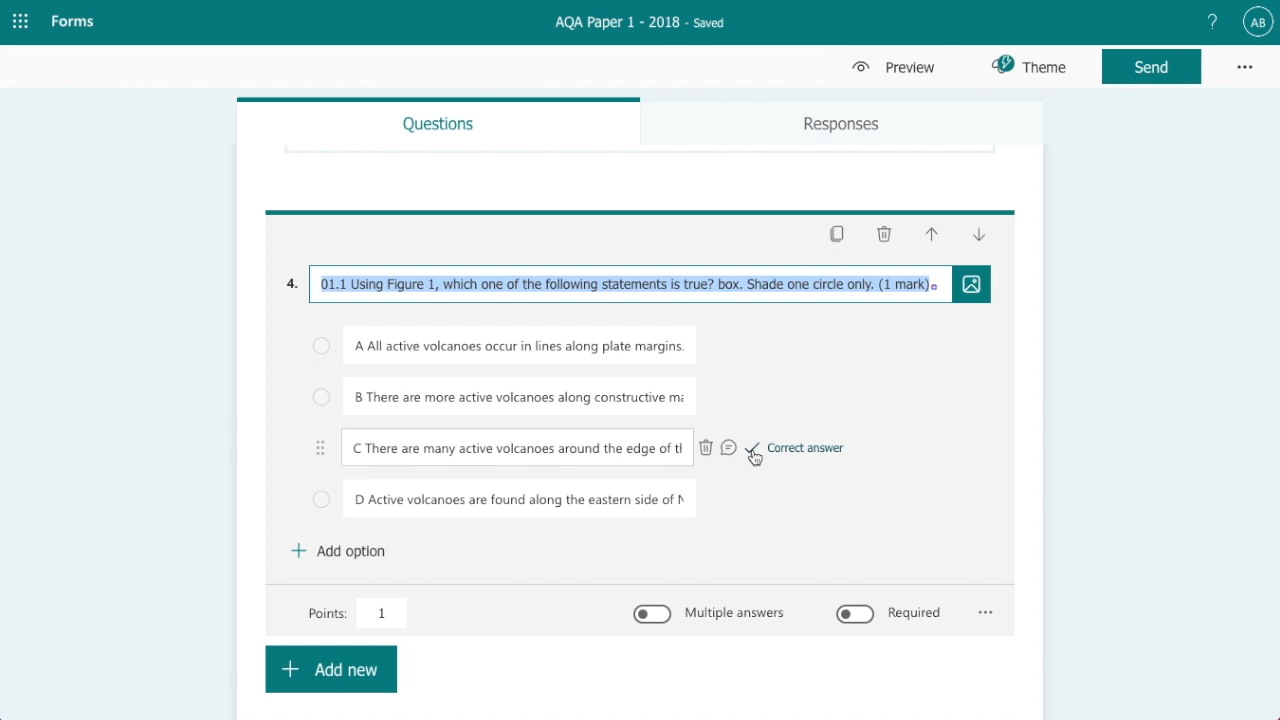 Forms
AQA Paper 1 - 2018 - Saved
?
AB
Preview
Theme
Send
Questions
Responses
4.
01.1 Using Figure 1, which one of the following statements is true? box. Shade one circle only. (1 mark)
A All active volcanoes occur in lines along plate margins.
B There are more active volcanoes along constructive ma
C There are many active volcanoes around the edge of th
Correct answer
D Active volcanoes are found along the eastern side of N
Add option
Points:
1
Multiple answers
Required
Add new